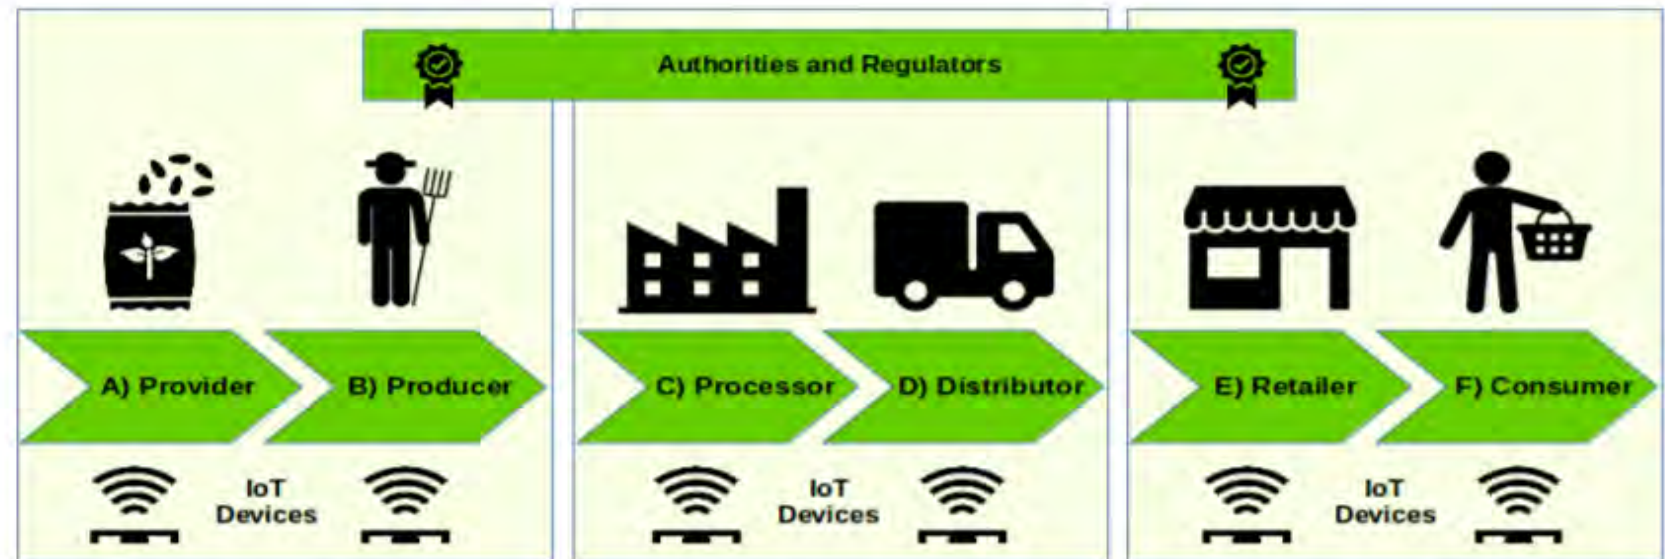 Authorities and Regulators
A) Provider
B) Producer
C) Processor
D) Distributor
E) Retailer
F) Consumer
IoT
Devices
IoT
Devices
IoT
Devices